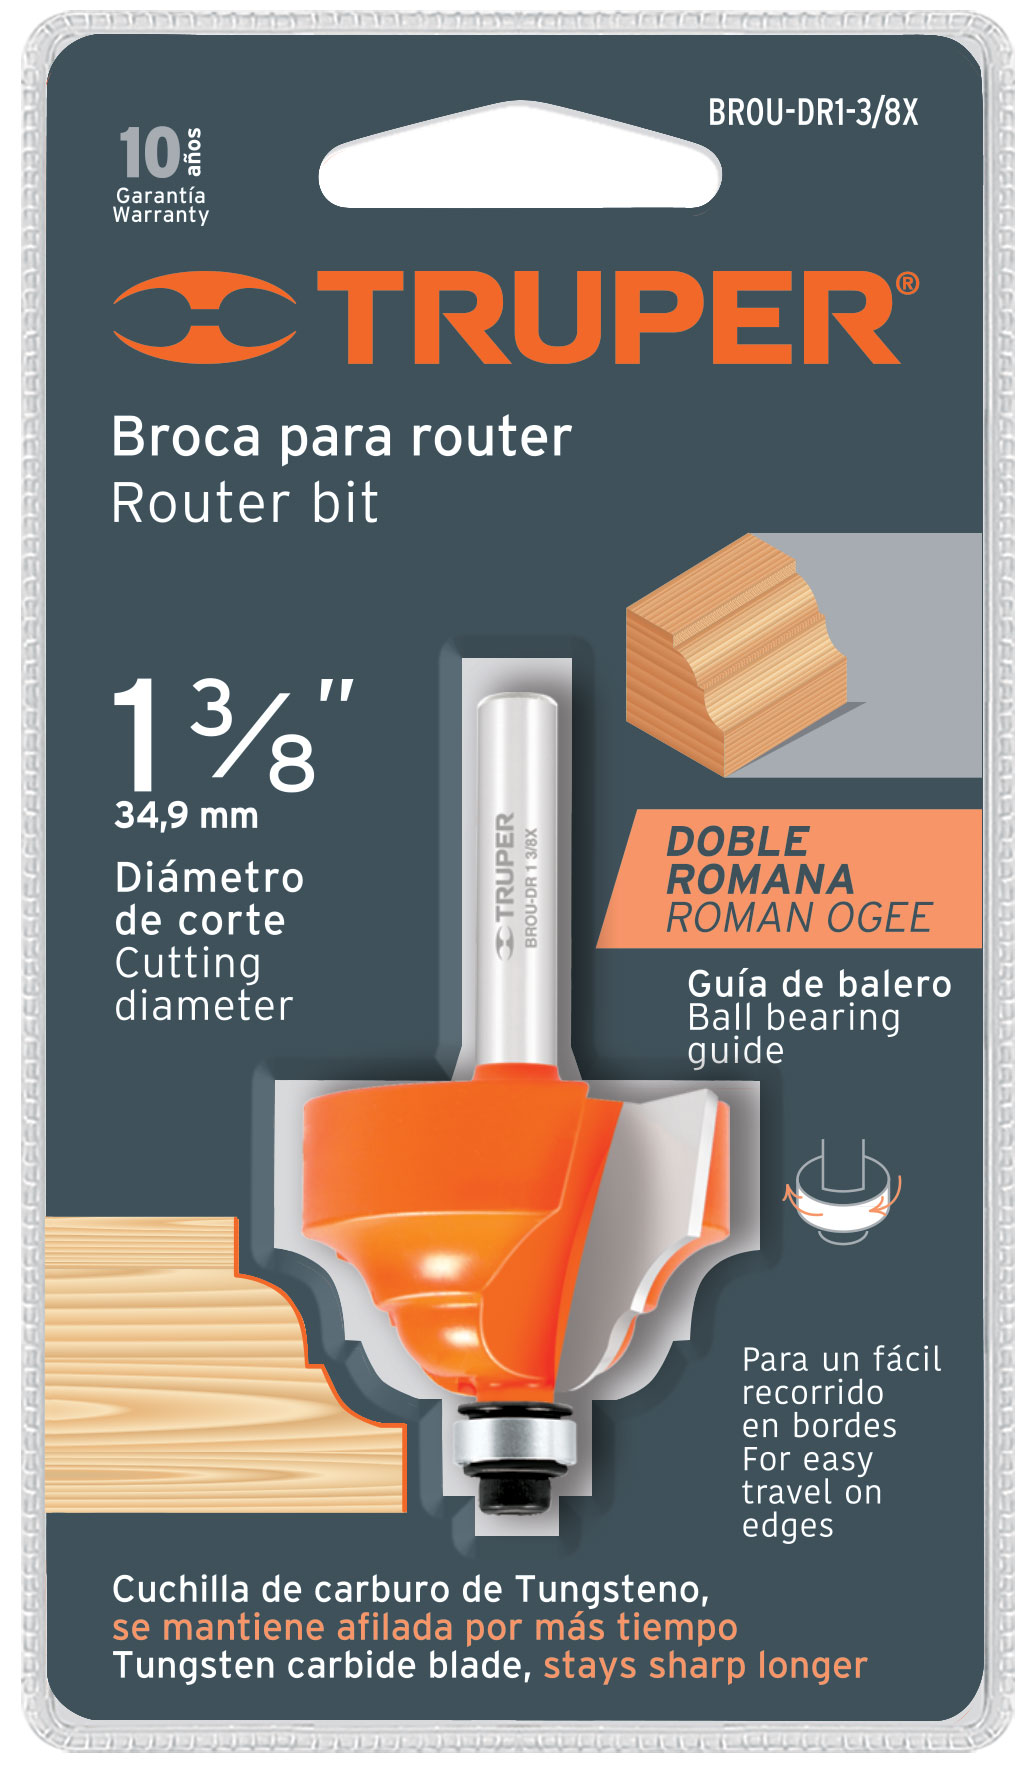 BROU-DR1-3/8X
10 años
Garantía
Warranty
TRUPER®
Broca para router
Router bit
1 3/8"
34,9 mm
Diámetro
de corte
Cutting
diameter
TRUPER
BROU-DR 1 3/8X
DOBLE
ROMANA
ROMAN OGEE
Guía de balero
Ball bearing
guide
Para un fácil
recorrido
en bordes
For easy
travel on
edges
Cuchilla de carburo de Tungsteno,
se mantiene afilada por más tiempo
Tungsten carbide blade, stays sharp longer